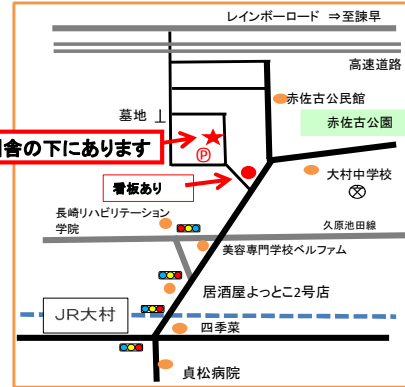 レインボーロード ⇒至諫早
高速道路
赤佐古公民館
墓地
赤佐古公園
舎の下にあります
P
看板あり
大村中学校
文
長崎リハビリテーション
学院
久原池田線
美容専門学校ベルファム
居酒屋よっとこ2号店
JR大村
四季菜
貞松病院